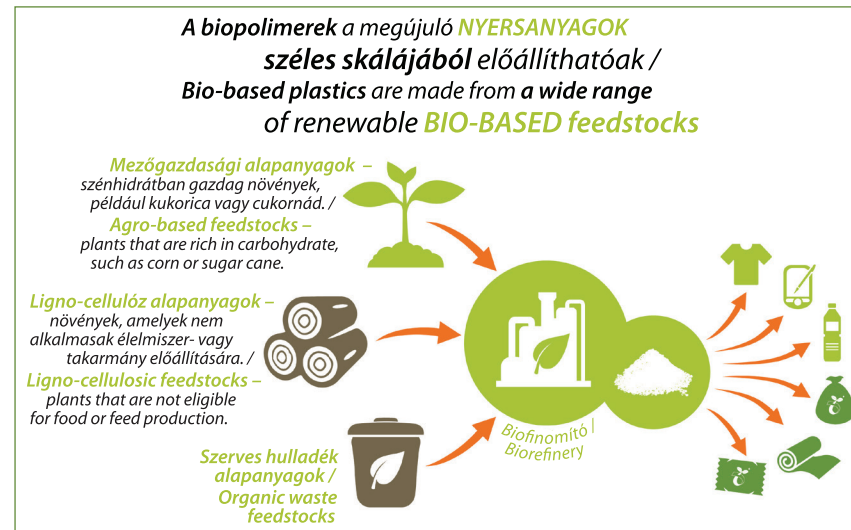 A biopolimerek a megújuló NYERSANYAGOK
széles skálájából előállíthatóak /
Bio-based plastics are made from a wide range
of renewable BIO-BASED feedstocks
Mezőgazdasági alapanyagok –
szénhidrátban gazdag növények,
például kukorica vagy cukornád. /
Agro-based feedstocks –
plants that are rich in carbohydrate,
such as corn or sugar cane.
Ligno-cellulóz alapanyagok –
növények, amelyek nem
alkalmasak élelmiszer- vagy
takarmány előállítására. /
Ligno-cellulosic feedstocks –
plants that are not eligible
for food or feed production.
Szerves hulladék
alapanyagok /
Organic waste
feedstocks
Biofinomító /
Biorefinery